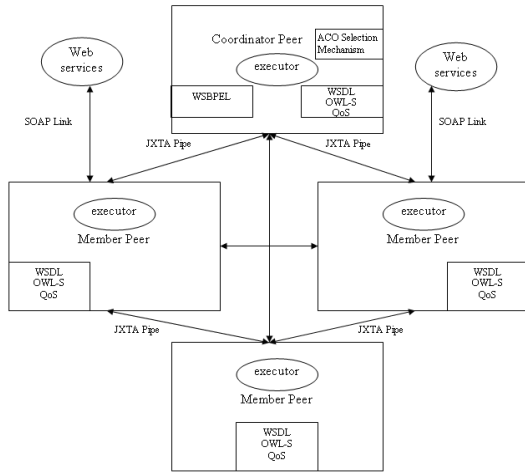 Coordinator Peer
ACO Selection
Mechanism
executor
WSBPEL
WSDL
OWL-S
QoS
Web
services
Web
services
SOAP Link
SOAP Link
JXTA Pipe
JXTA Pipe
executor
Member Peer
WSDL
OWL-S
QoS
executor
Member Peer
WSDL
OWL-S
QoS
JXTA Pipe
JXTA Pipe
executor
Member Peer
WSDL
OWL-S
QoS